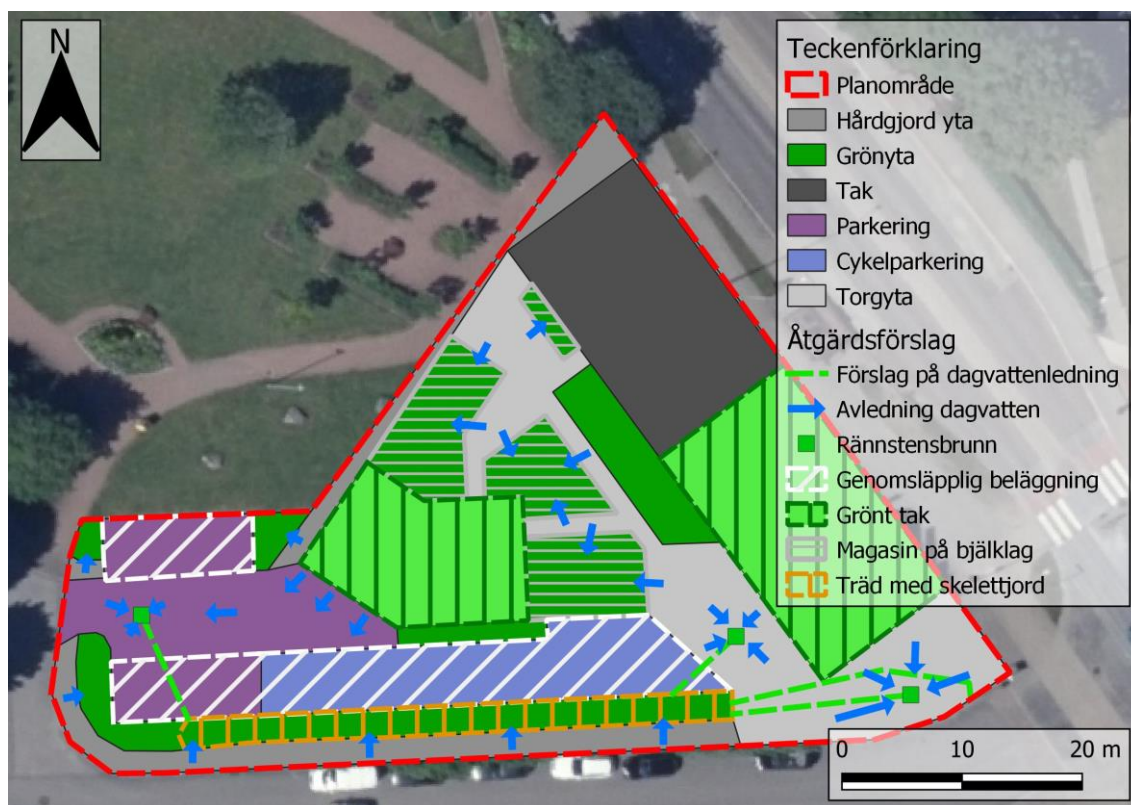 N
Teckenförklaring
Planområde
Hårdgjord yta
Grönyta
Tak
Parkering
Cykelparkering
Torgyta
Åtgärdsförslag
Förslag på dagvattenledning
Avledning dagvatten
Rännstensbrunn
Genomsläpplig beläggning
Grönt tak
Magasin på bjälklag
Träd med skelettjord
0 10 20 m